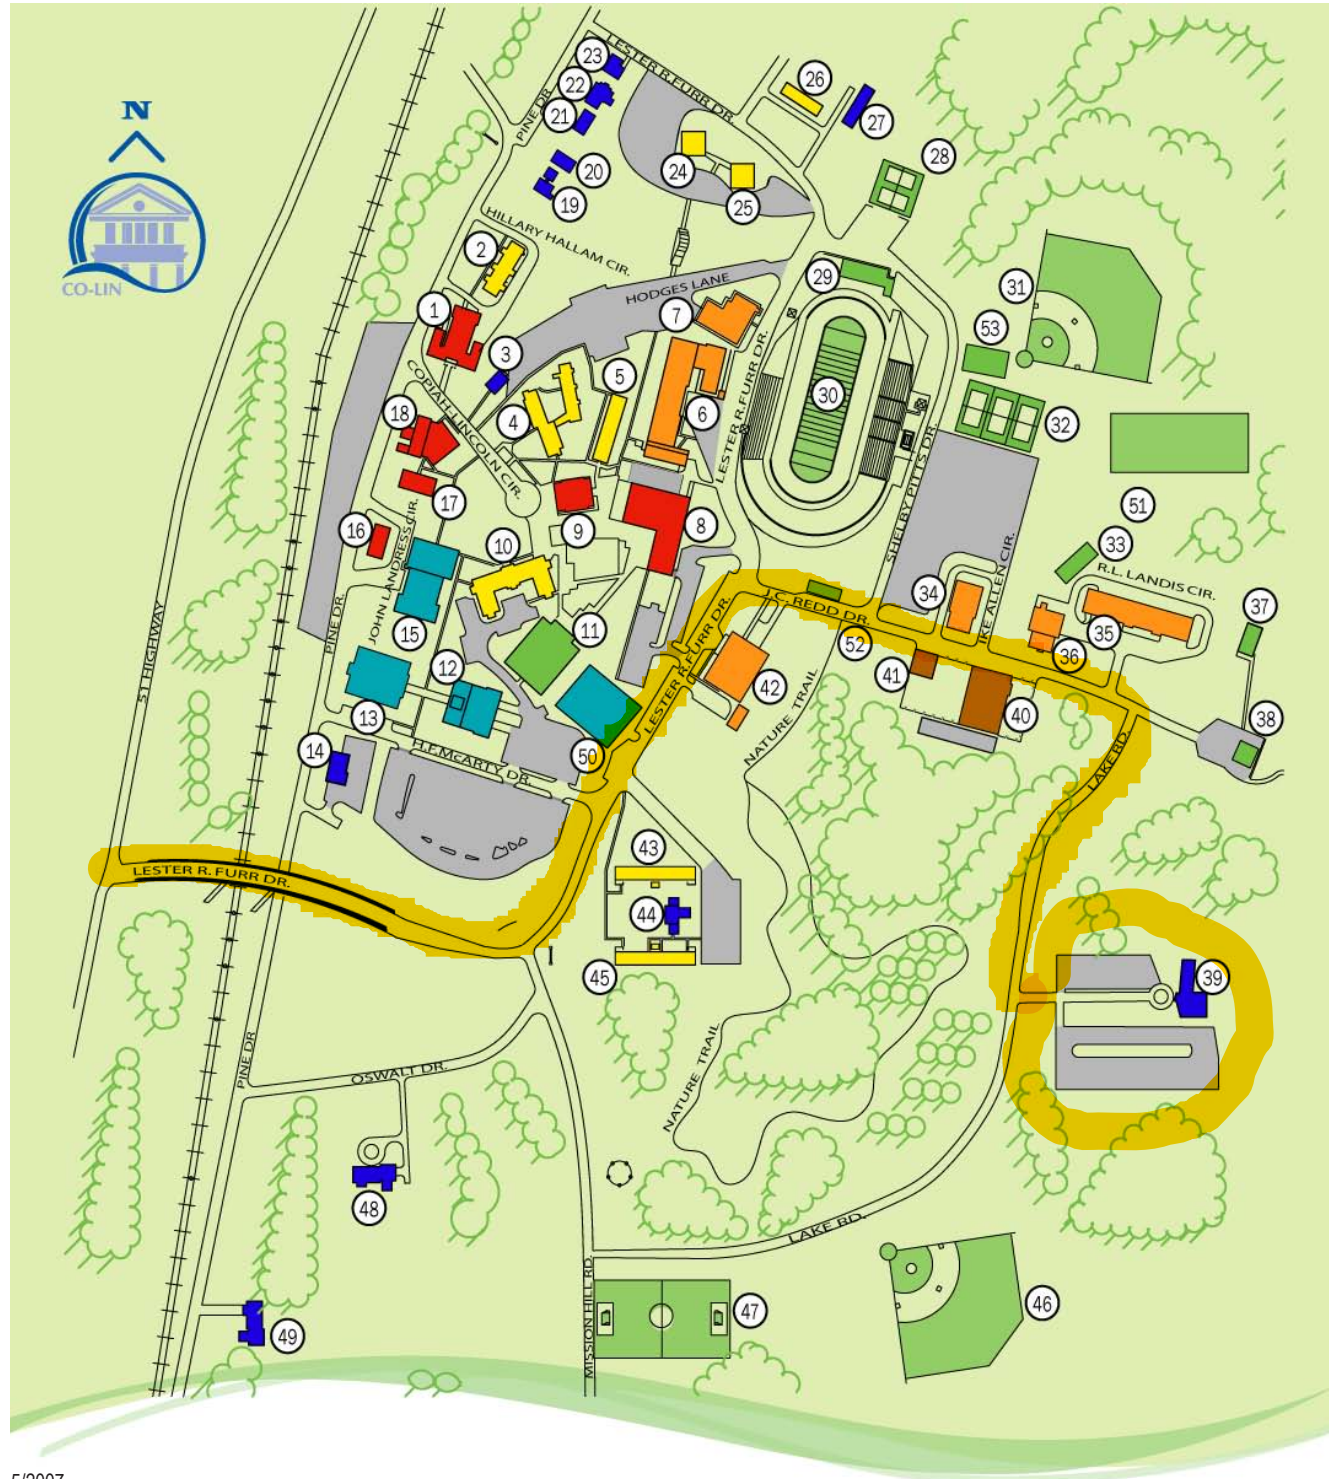 LESTER R.FURR DR.
23
22
21
PINE DR.
26
27
N
20
19
24
25
28
HILLARY HALLAM CIR.
2
CO-LIN
HODGES LANE
29
31
1
7
53
3
5
COPIAH-LINCOLN CIR.
LESTER R.FURR DR.
4
6
30
18
32
17
9
8
SHELBY PITTS DR.
51
16
JOHN LANDRESS CIR.
10
IKE ALLEN CIR.
33
R.L. LANDIS CIR.
34
J.C. REDD DR.
37
PINE DR.
15
11
LESTER R.FURR DR.
52
36
35
51 HIGHWAY
12
42
41
13
NATURE TRAIL
40
38
14
H.F.McARTY DR.
50
LAKE RD.
43
LESTER R. FURR DR.
44
45
39
NATURE TRAIL
PINE DR
OSWALT DR.
48
LAKE RD.
MISSION HILL RD.
47
46
49
5/2007